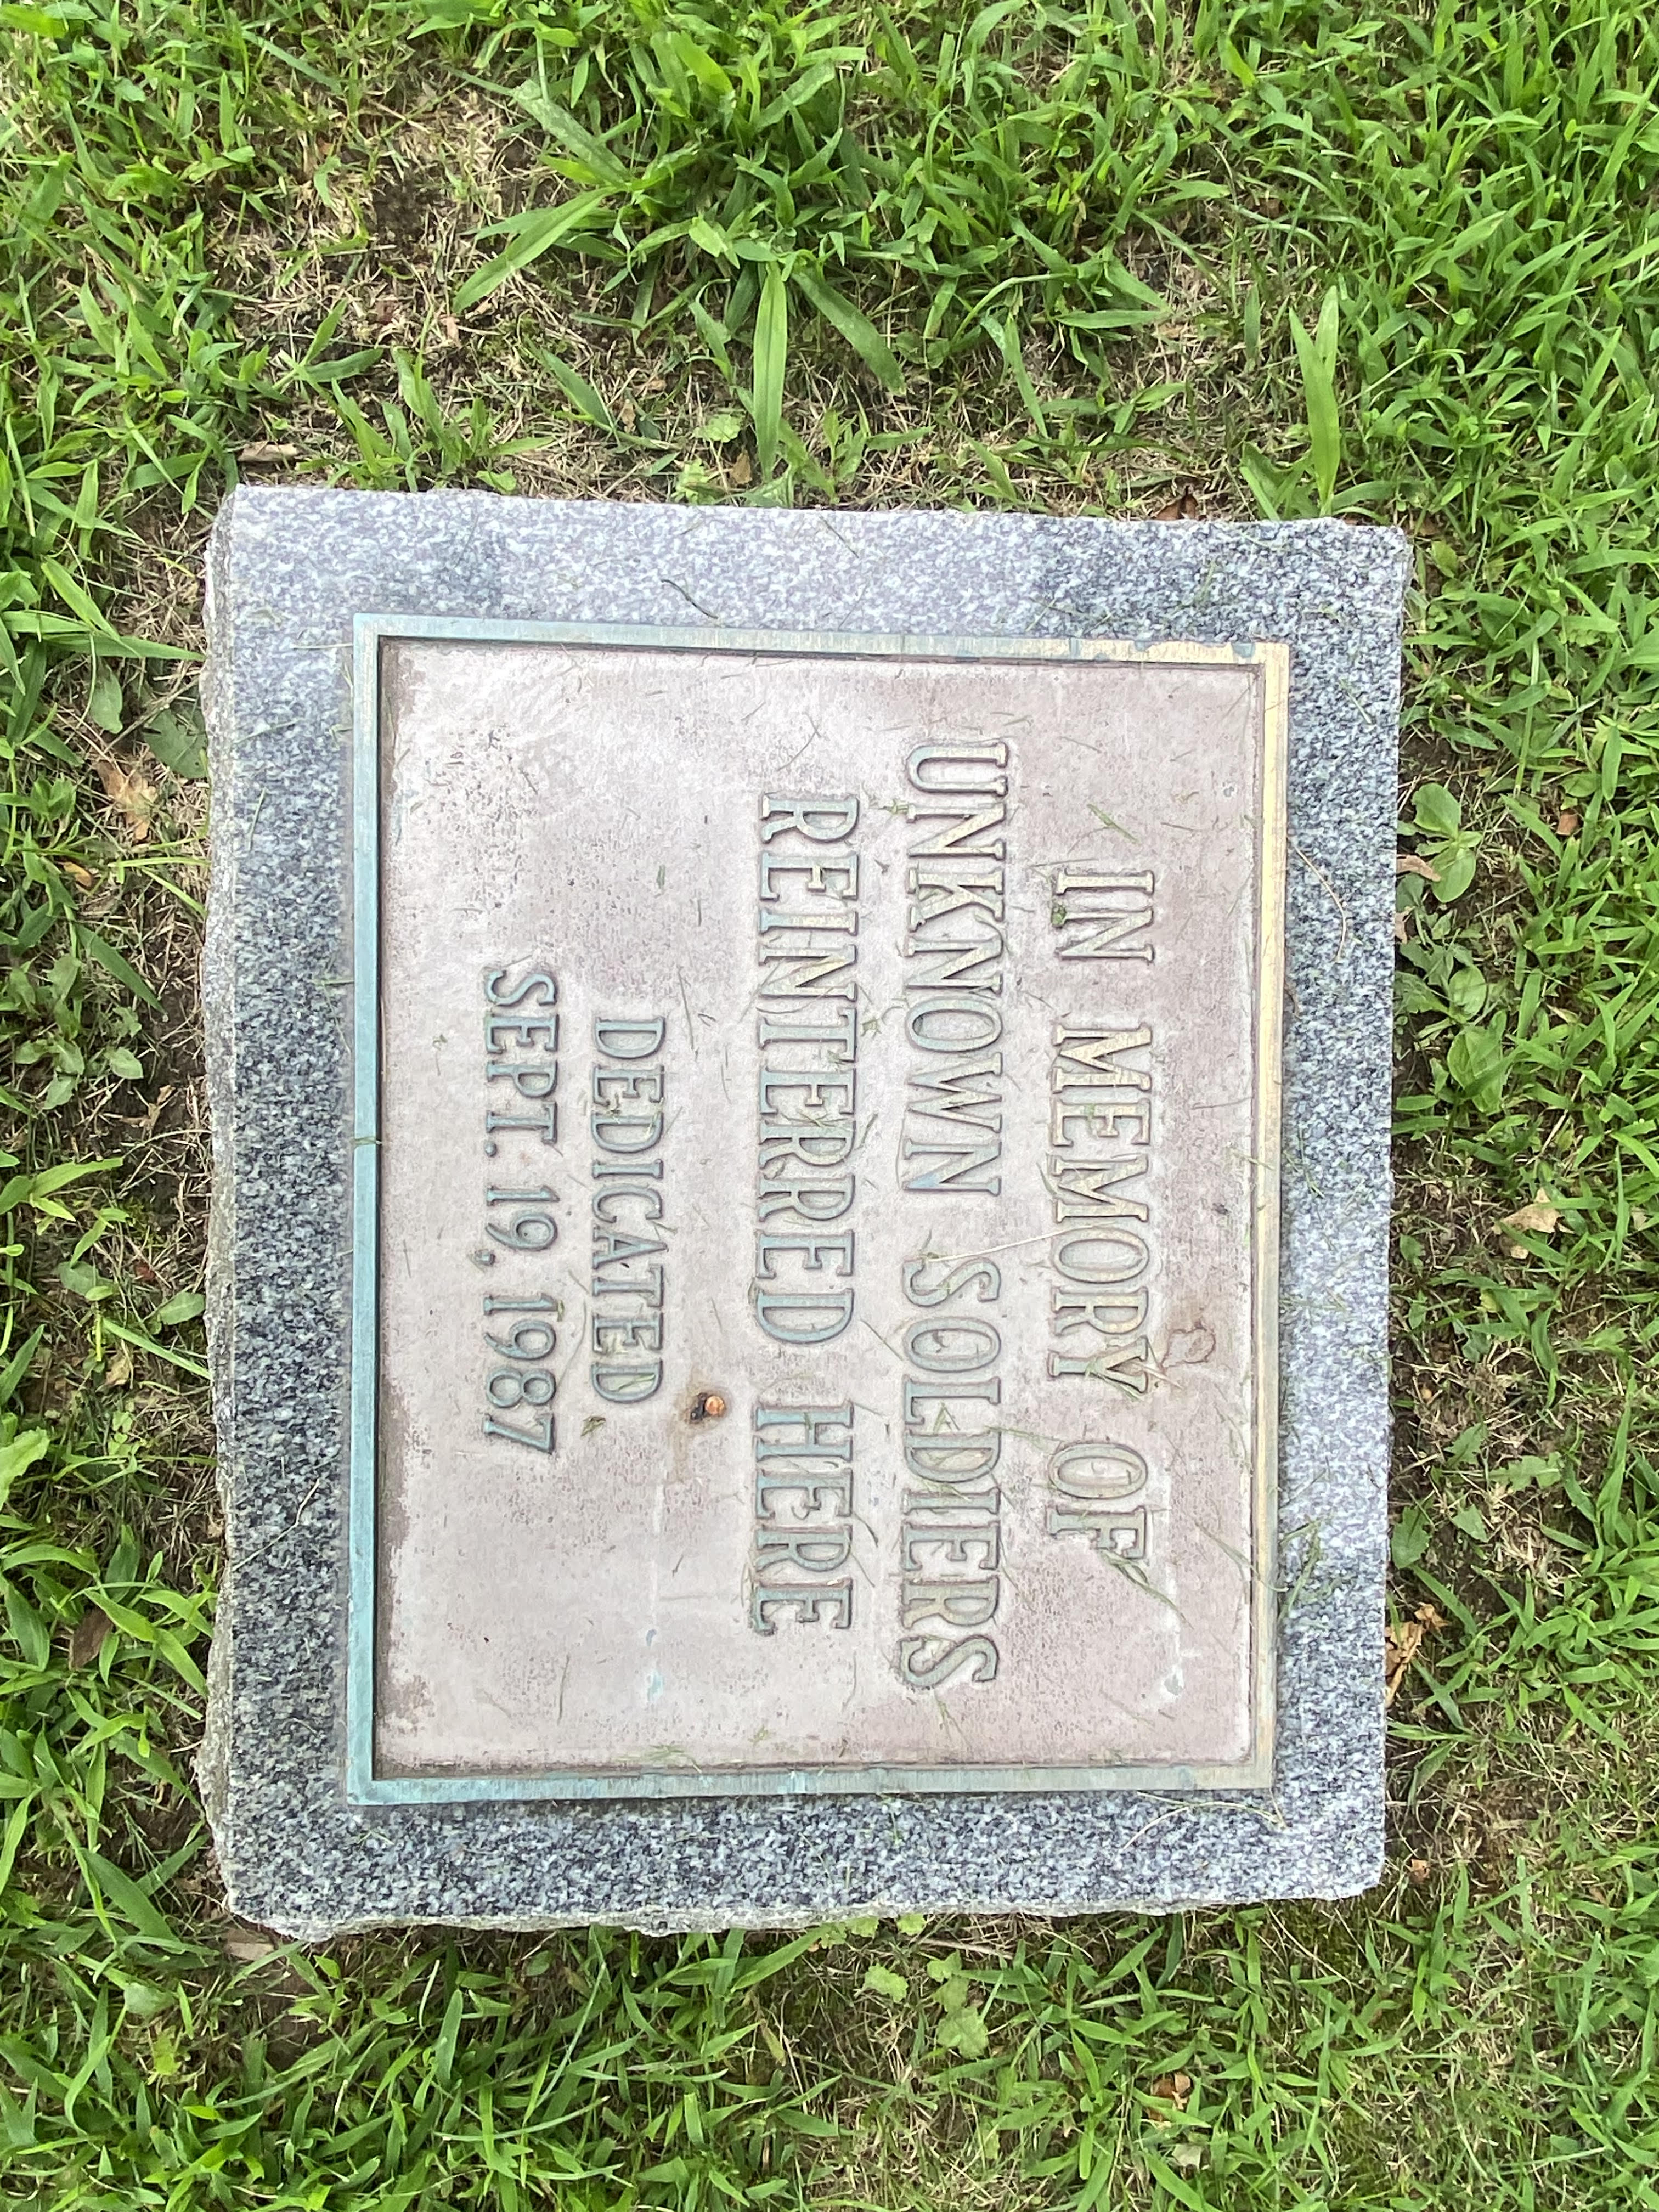 IN MEMORY OF
UNKNOWN SOLDIERS
REINTERRED HERE
DEDICATED
SEPT. 19, 1987